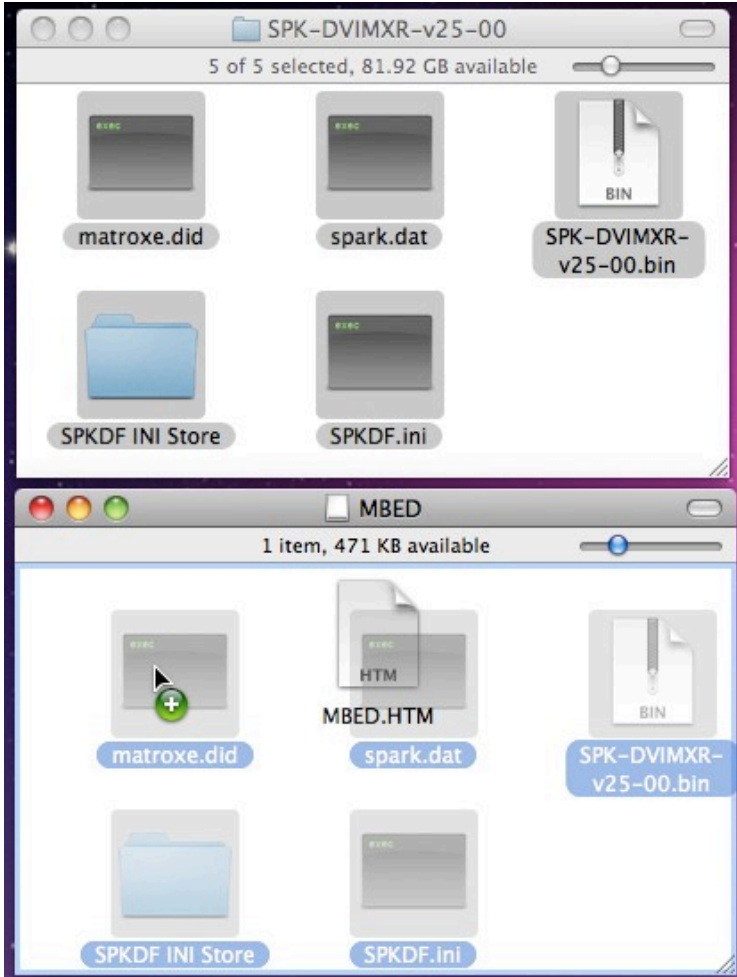 SPK-DVIMXR-v25-00
5 of 5 selected, 81.92 GB available
exec
exec
BIN
matroxe.did
spark.dat
SPK-DVIMXR-
v25-00.bin
exec
SPKDF INI Store
SPKDF.ini
MBED
1 item, 471 KB available
exec
exec
HTM
BIN
MBED.HTM
matroxe.did
spark.dat
SPK-DVIMXR-
v25-00.bin
exec
SPKDF INI Store
SPKDF.ini